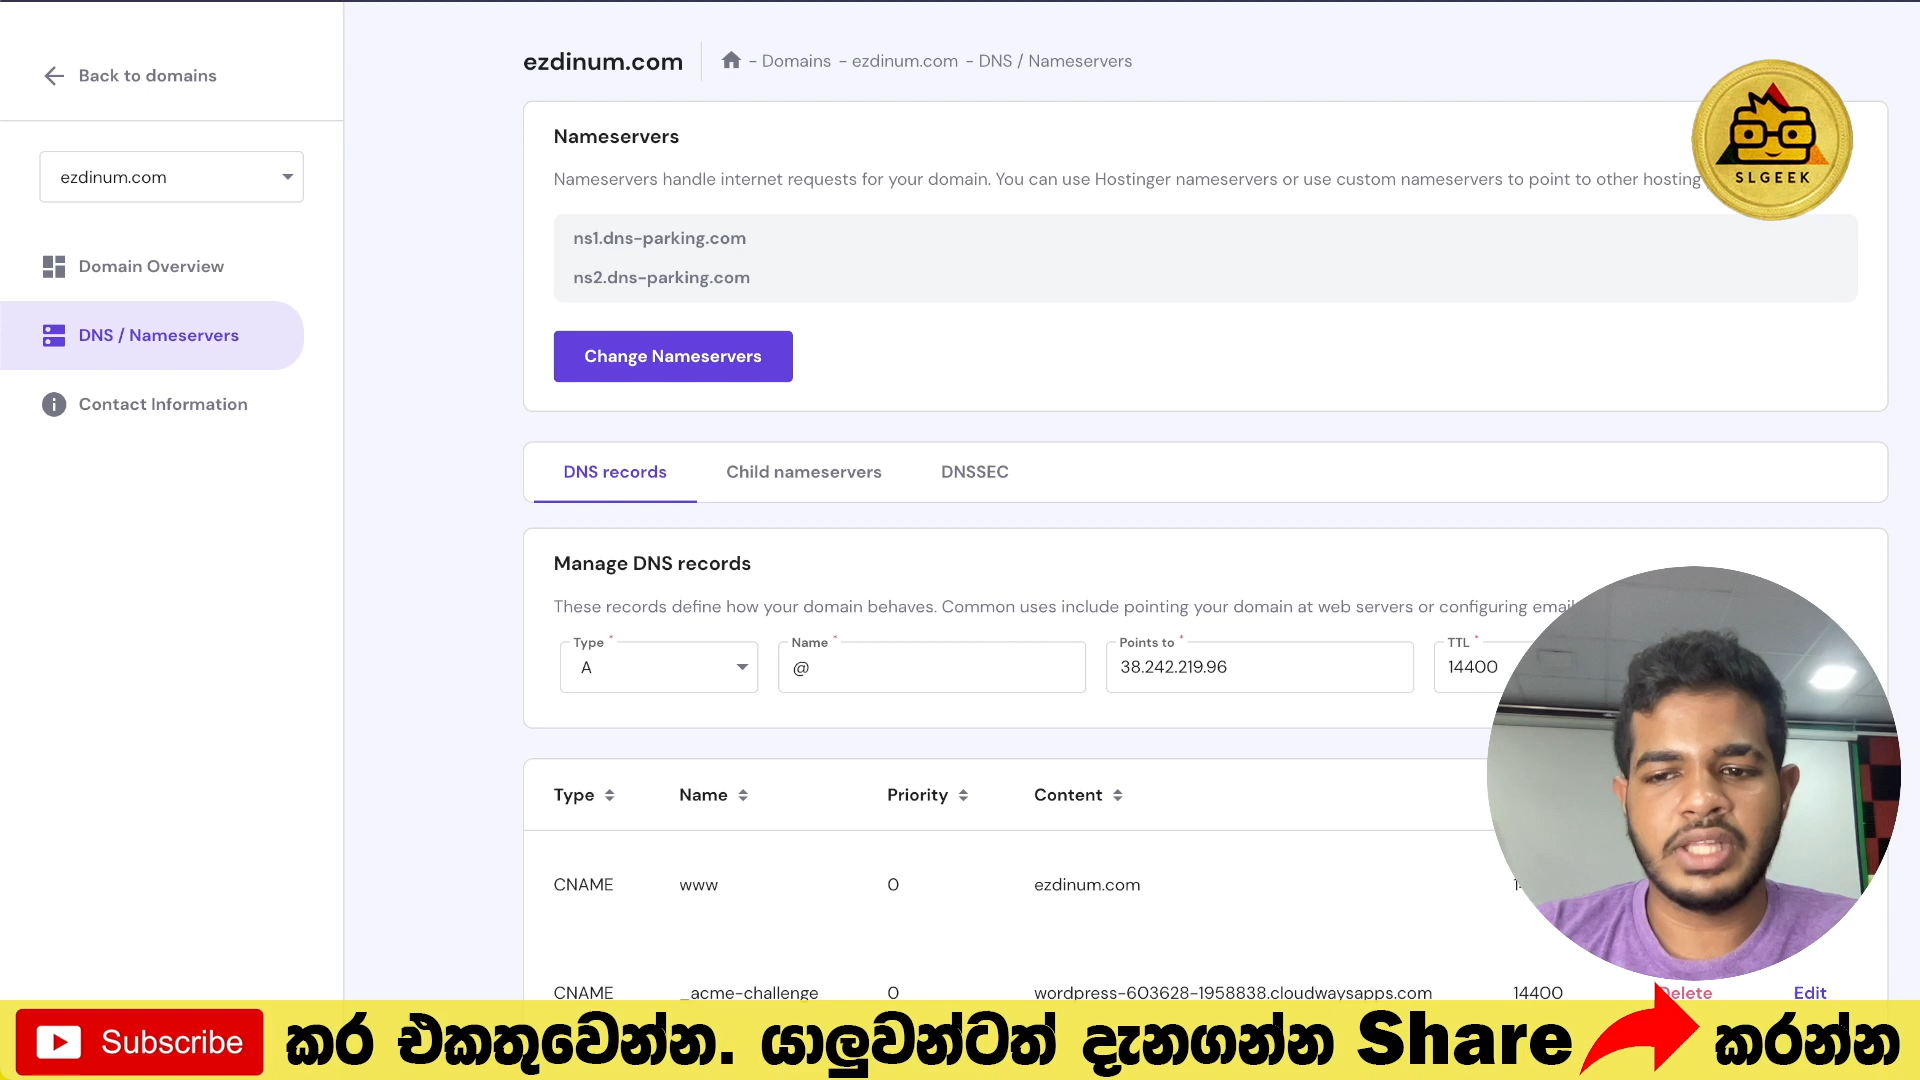 Back to domains
ezdinum.com
Domain Overview
DNS / Nameservers
Contact Information
ezdinum.com
- Domains - ezdinum.com - DNS / Nameservers
Nameservers
Nameservers handle internet requests for your domain. You can use Hostinger nameservers or use custom nameservers to point to other hosting
SLGEEK
ns1.dns-parking.com
ns2.dns-parking.com
Change Nameservers
DNS records Child nameservers DNSSEC
Manage DNS records
These records define how your domain behaves. Common uses include pointing your domain at web servers or configuring email
Type * Name * Points to * TTL *
A @ 38.242.219.96 14400
Type Name Priority Content
CNAME www 0 ezdinum.com
CNAME _acme-challenge 0 wordpress-603628-1958838.cloudwaysapps.com 14400 Delete Edit
Subscribe කර එකතුවෙන්න. යාලුවන්ටත් දැනගන්න Share කරන්න